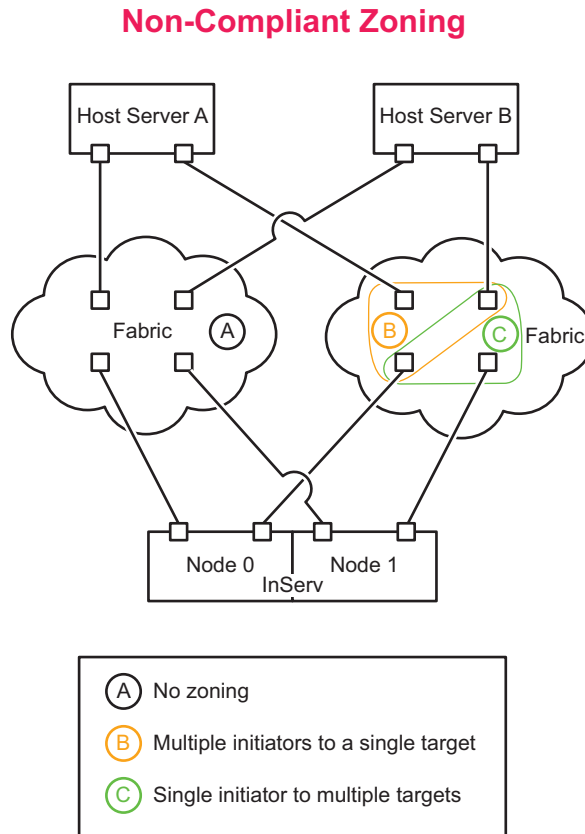 Non-Compliant Zoning
Host Server A
Host Server B
Fabric
A
B
C
Fabric
Node 0
Node 1
InServ
A No zoning
B Multiple initiators to a single target
C Single initiator to multiple targets